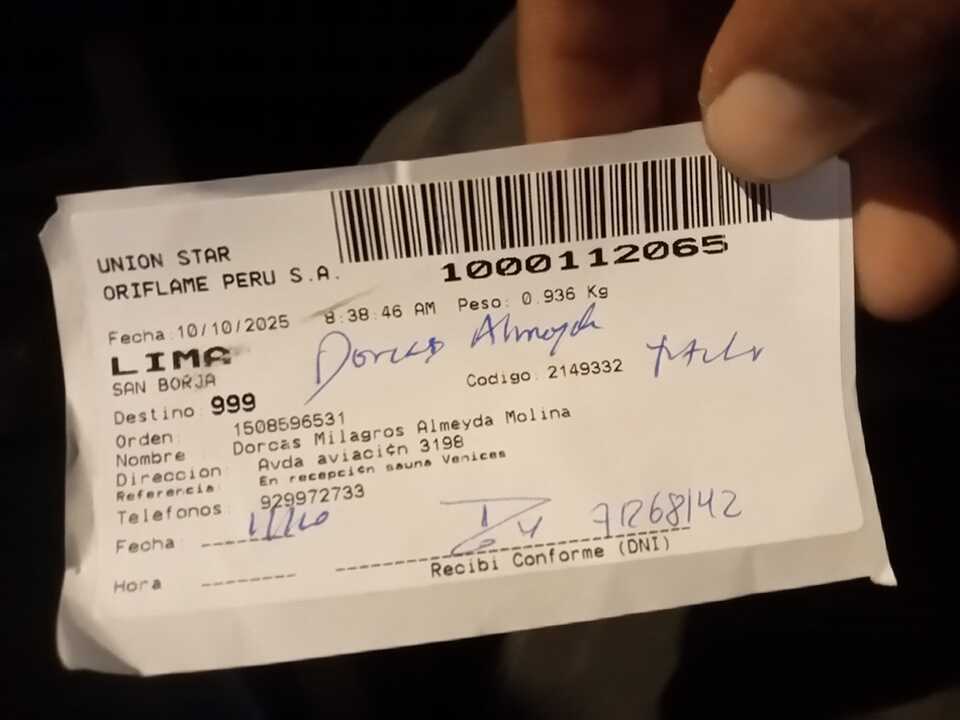 UNION STAR
ORIFLAME PERU S.A.
1000112065
Fecha:10/10/2025 8:38:46 AM Peso: 0.936 Kg
LIMA
Dorcas Almeyda
SAN BORJA
Codigo: 2149332
Destino: 999
Orden: 1508596531
Nombre Dorcas Milagros Almeyda Molina
Direccion: Avda aviaci¢n 3198
Referencia: En recepci¢n sauna Venices
Telefonos: 929972733
Fecha:
71268142
Hora
Recibi Conforme (DNI)